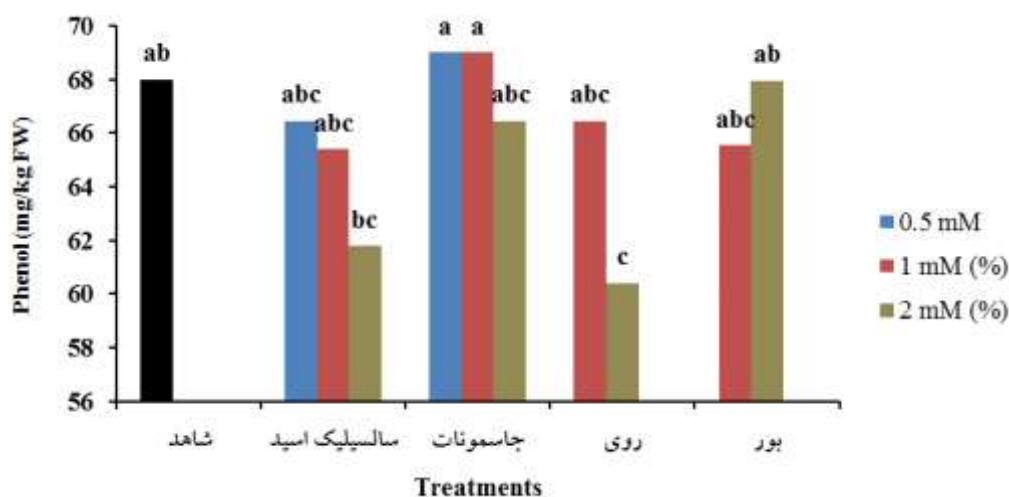 70
68
66
64
62
60
58
56
Phenol (mg/kg FW)
ab
abc
abc
bc
a a
abc
abc
c
abc
ab
شاهد
سالسیلیک اسید
جاسمونات
روی
بور
Treatments
0.5 mM
1 mM (%)
2 mM (%)